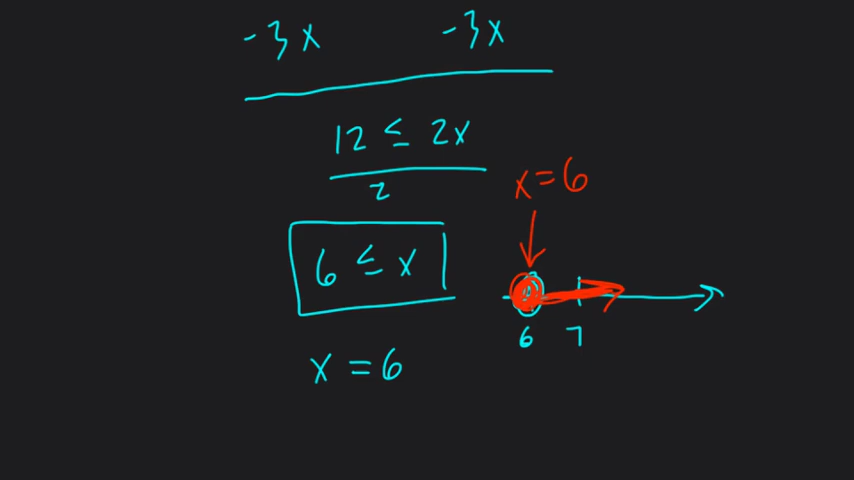 -3x -3x
12 ≤ 2x
2
x=6
6 ≤ x
6 7
x = 6